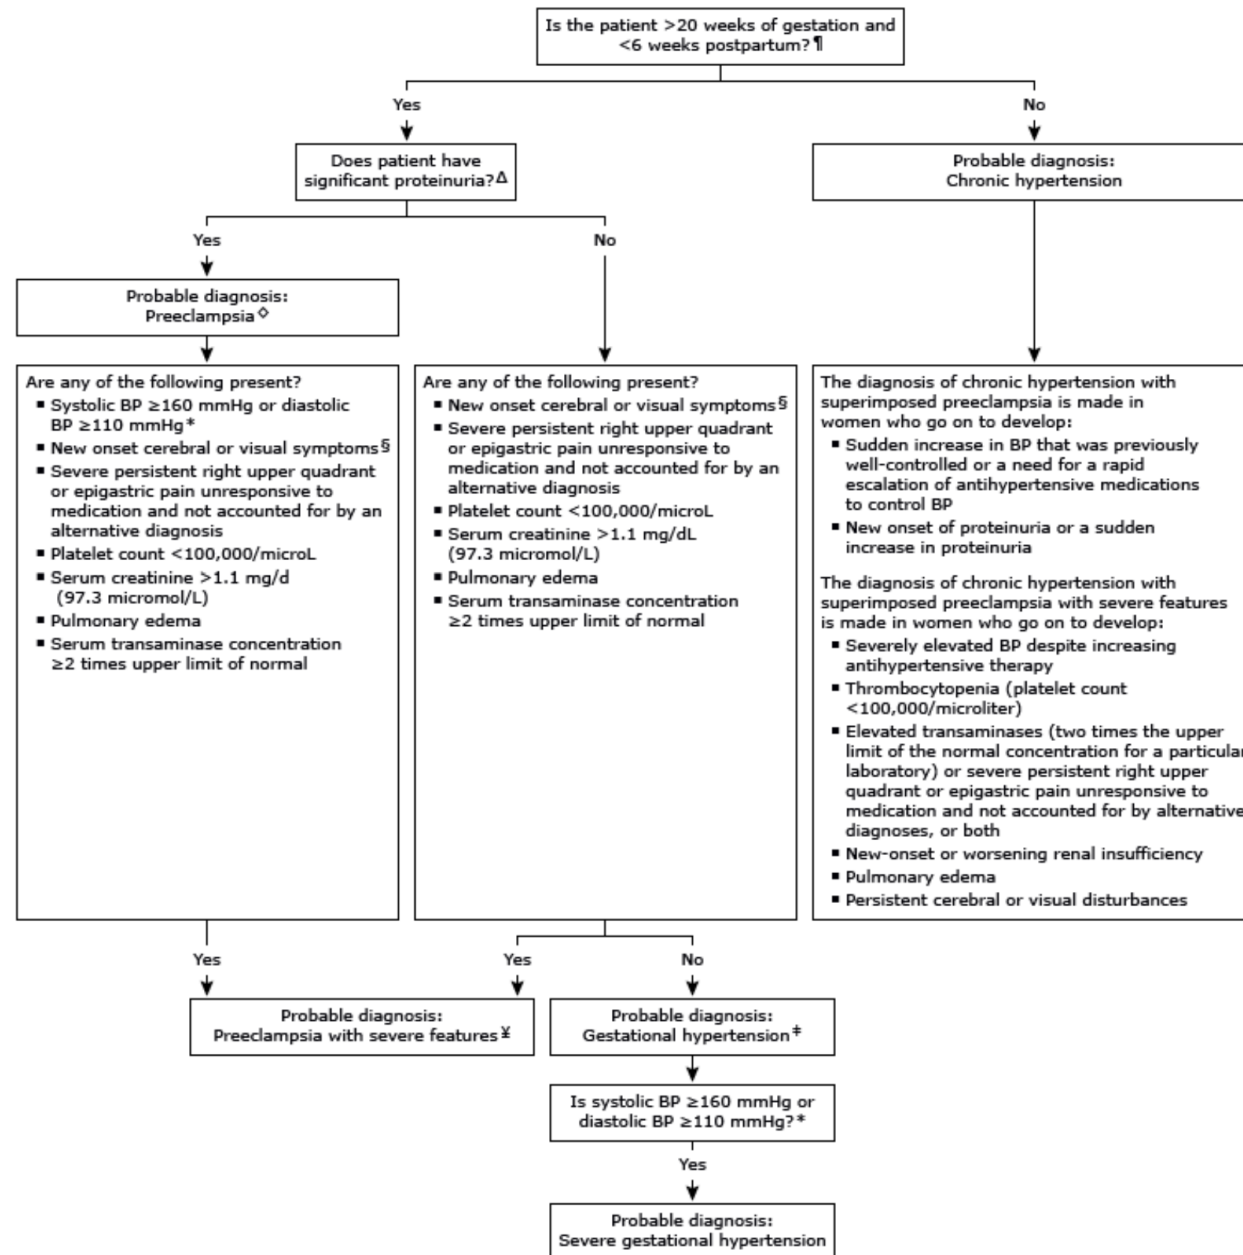 Is the patient >20 weeks of gestation and
<6 weeks postpartum?¶
Yes
No
Does patient have
significant proteinuria?Δ
Probable diagnosis:
Chronic hypertension
Yes
No
Probable diagnosis:
Preeclampsia◇
Are any of the following present?
▪ Systolic BP ≥160 mmHg or diastolic
BP ≥110 mmHg*
▪ New onset cerebral or visual symptoms§
▪ Severe persistent right upper quadrant
or epigastric pain unresponsive to
medication and not accounted for by an
alternative diagnosis
▪ Platelet count <100,000/microL
▪ Serum creatinine >1.1 mg/d
(97.3 micromol/L)
▪ Pulmonary edema
▪ Serum transaminase concentration
≥2 times upper limit of normal
Are any of the following present?
▪ New onset cerebral or visual symptoms§
▪ Severe persistent right upper quadrant
or epigastric pain unresponsive to
medication and not accounted for by an
alternative diagnosis
▪ Platelet count <100,000/microL
▪ Serum creatinine >1.1 mg/dL
(97.3 micromol/L)
▪ Pulmonary edema
▪ Serum transaminase concentration
≥2 times upper limit of normal
The diagnosis of chronic hypertension with
superimposed preeclampsia is made in
women who go on to develop:
▪ Sudden increase in BP that was previously
well-controlled or a need for a rapid
escalation of antihypertensive medications
to control BP
▪ New onset of proteinuria or a sudden
increase in proteinuria
The diagnosis of chronic hypertension with
superimposed preeclampsia with severe features
is made in women who go on to develop:
▪ Severely elevated BP despite increasing
antihypertensive therapy
▪ Thrombocytopenia (platelet count
<100,000/microliter)
▪ Elevated transaminases (two times the upper
limit of the normal concentration for a particular
laboratory) or severe persistent right upper
quadrant or epigastric pain unresponsive to
medication and not accounted for by alternative
diagnoses, or both
▪ New-onset or worsening renal insufficiency
▪ Pulmonary edema
▪ Persistent cerebral or visual disturbances
Yes
Yes
No
Probable diagnosis:
Preeclampsia with severe features¥
Probable diagnosis:
Gestational hypertension‡
Is systolic BP ≥160 mmHg or
diastolic BP ≥110 mmHg?*
Yes
Probable diagnosis:
Severe gestational hypertension